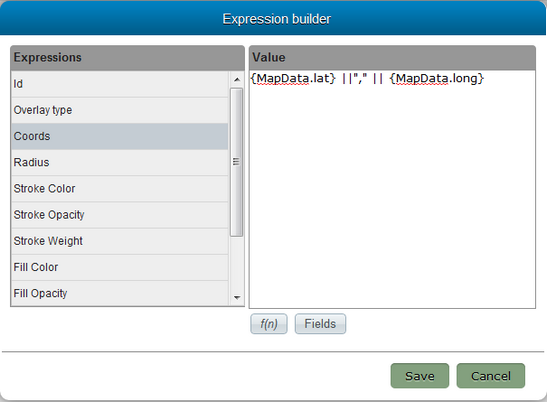 Expression builder
Expressions
Value
Id
Overlay type
Coords
Radius
Stroke Color
Stroke Opacity
Stroke Weight
Fill Color
Fill Opacity
{MapData.lat} ||"," || {MapData.long}
f(n)
Fields
Save
Cancel